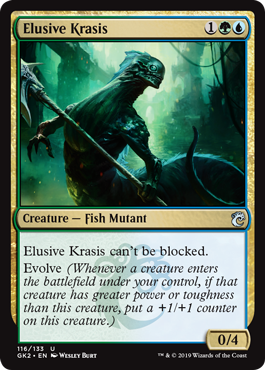 Elusive Krasis 1
Creature — Fish Mutant
Elusive Krasis can't be blocked.
Evolve (Whenever a creature enters
the battlefield under your control, if that
creature has greater power or toughness
than this creature, put a +1/+1 counter
on this creature.)
0/4
116/133 U
GK2 • EN Wesley Burt ™ & © 2019 Wizards of the Coast